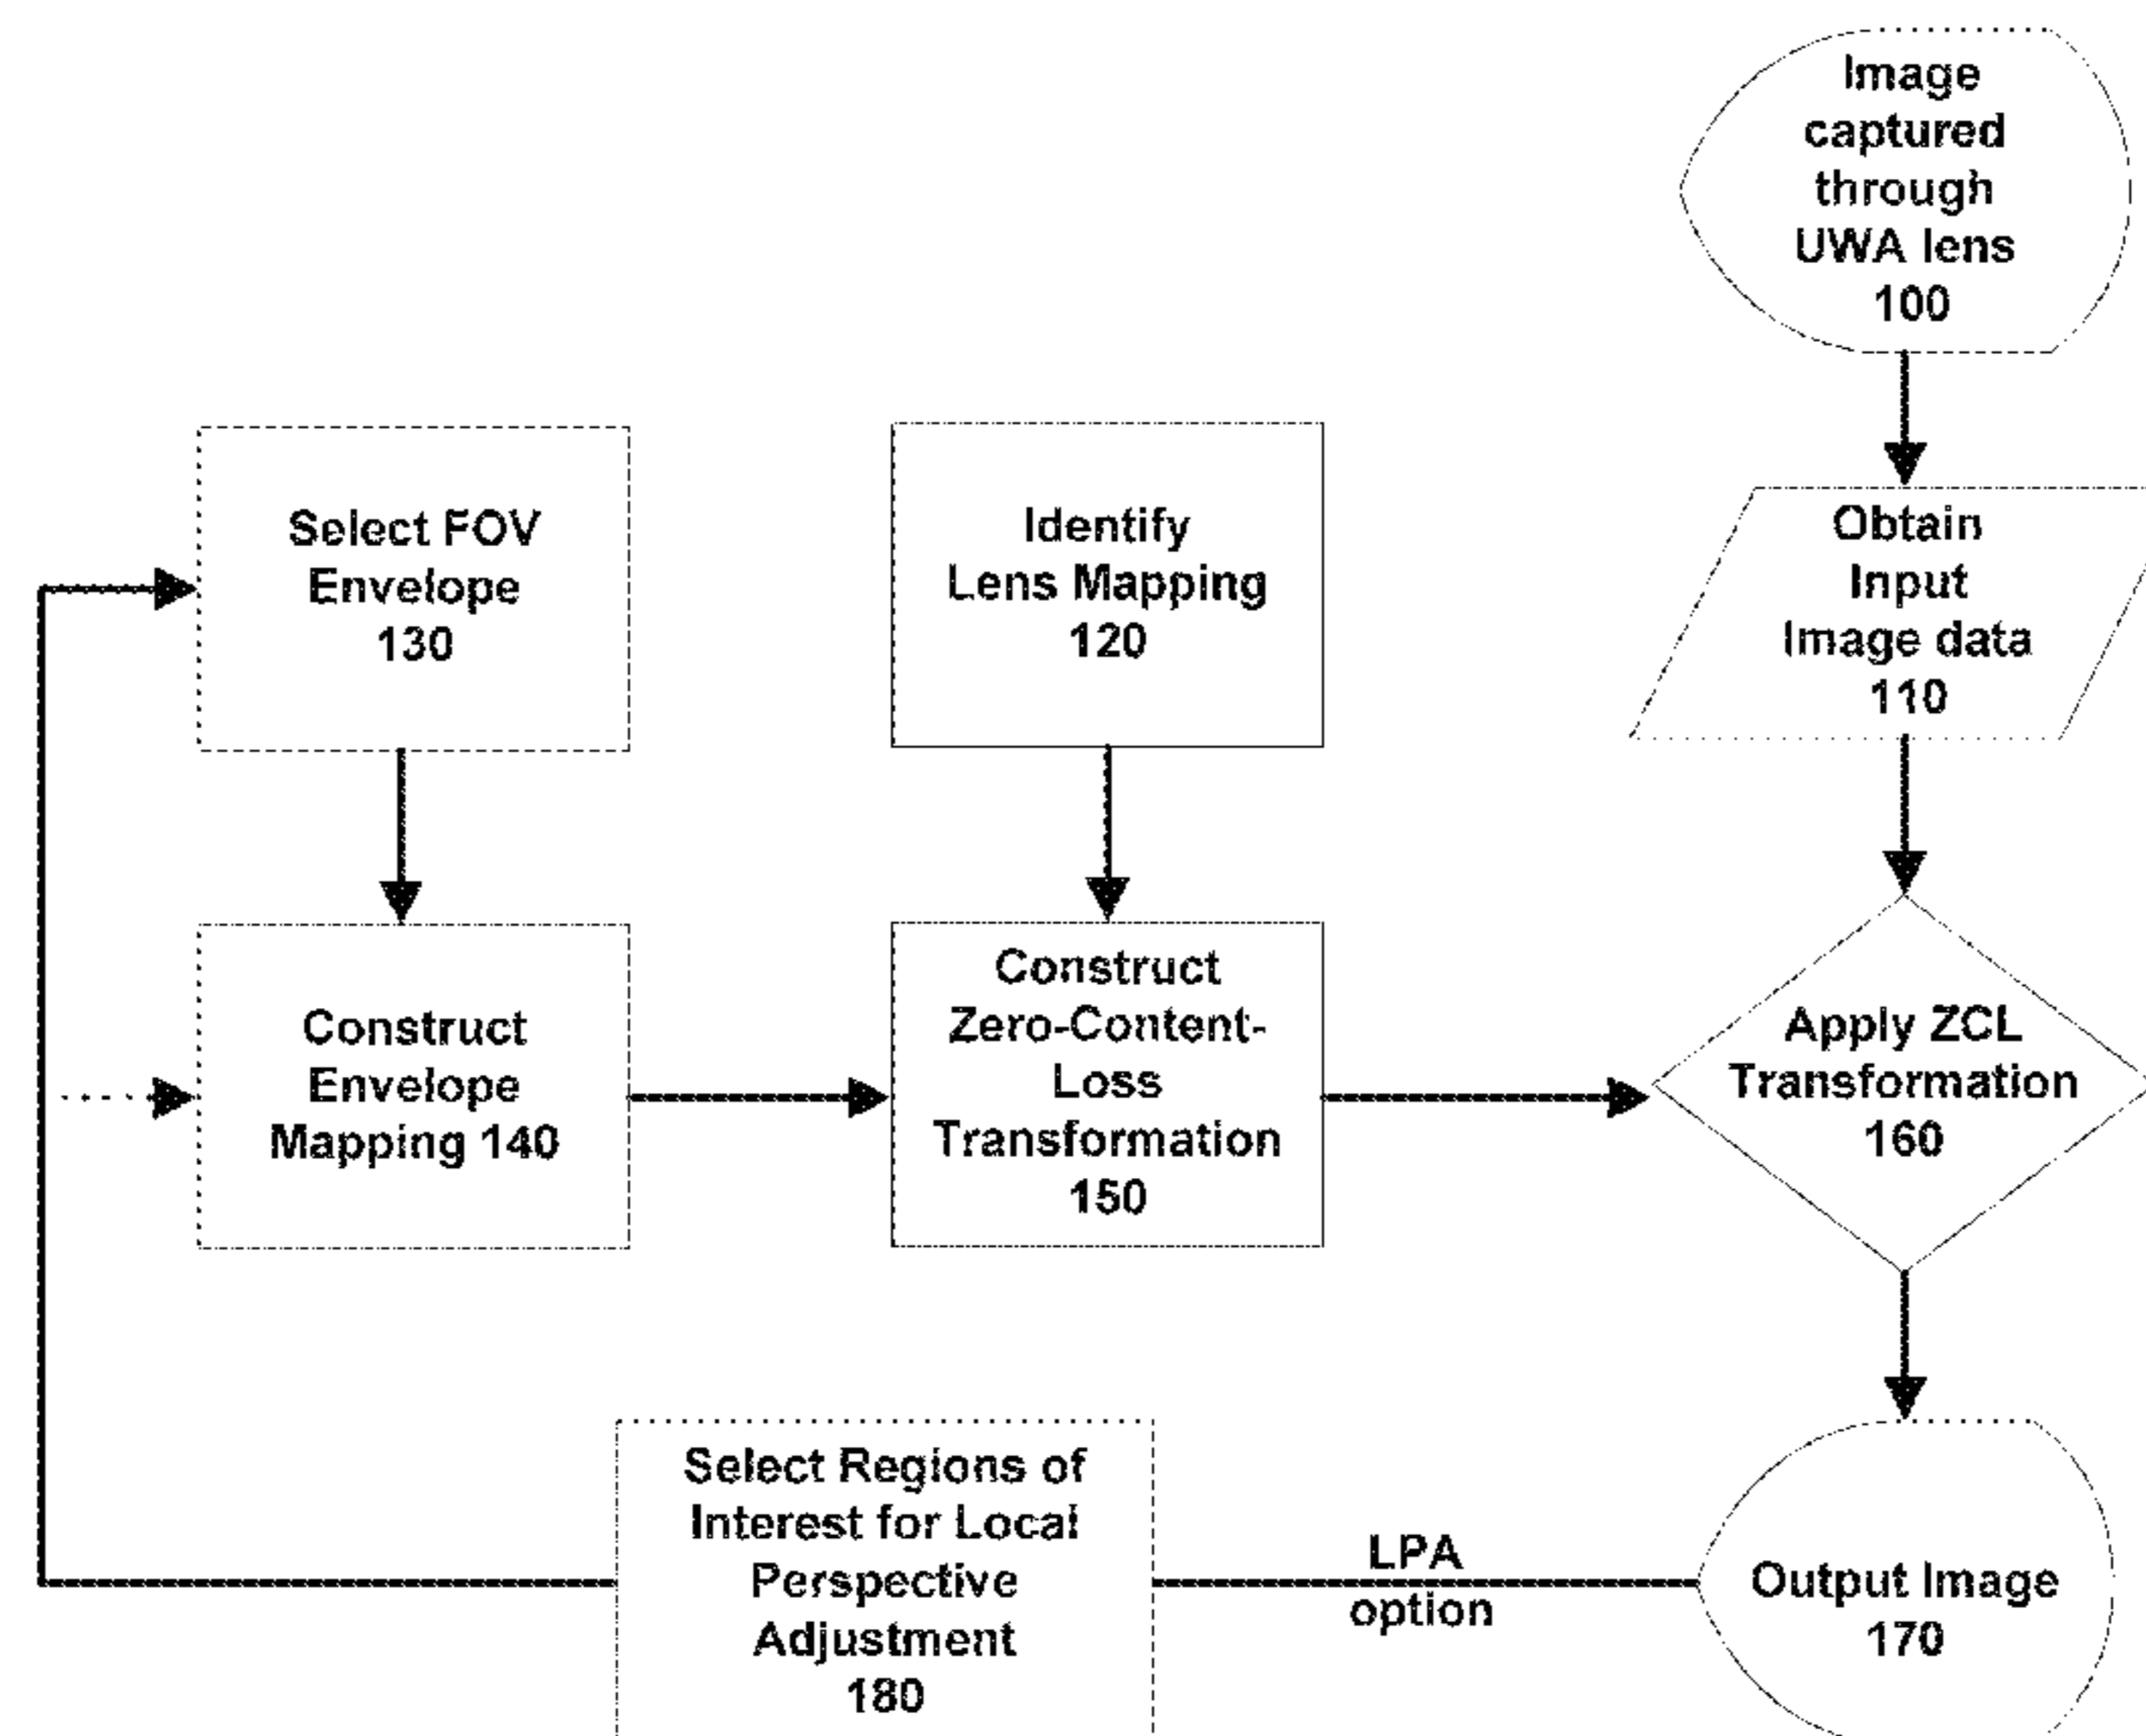 Image
captured
through
UWA lens
100
Select FOV
Envelope
130
Identify
Lens Mapping
120
Obtain
Input
Image data
110
Construct
Envelope
Mapping 140
Construct
Zero-Content-
Loss
Transformation
150
Apply ZCL
Transformation
160
Select Regions of
Interest for Local
Perspective
Adjustment
180
LPA
option
Output Image
170